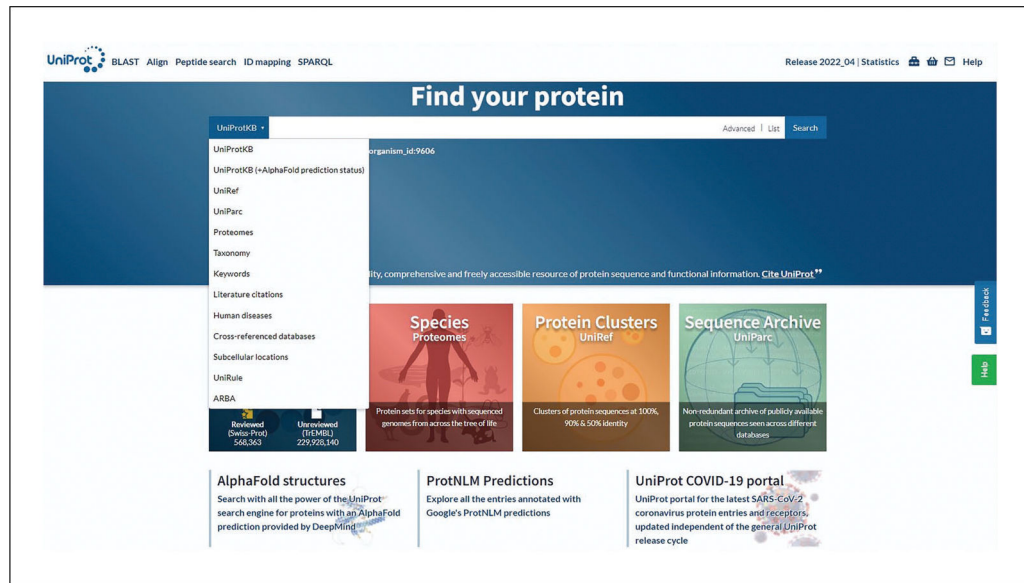 UniProt BLAST Align Peptide search ID mapping SPARQL Release 2022_04 | Statistics Help
Find your protein
UniProtKB Advanced | List Search
UniProtKB
organism_id:9606
UniProtKB (+AlphaFold prediction status)
UniRef
UniParc
Proteomes
Taxonomy
Keywords
lity, comprehensive and freely accessible resource of protein sequence and functional information. Cite UniProt ”
Literature citations
Human diseases
Cross-referenced databases
Subcellular locations
UniRule
ARBA
Reviewed
(Swiss-Prot)
568,363
Unreviewed
(TrEMBL)
229,928,140
Species
Proteomes
Protein sets for species with sequenced
genomes from across the tree of life
Protein Clusters
UniRef
Clusters of protein sequences at 100%,
90% & 50% identity
Sequence Archive
UniParc
Non-redundant archive of publicly available
protein sequences seen across different
databases
Feedback
Help
AlphaFold structures
Search with all the power of the UniProt
search engine for proteins with an AlphaFold
prediction provided by DeepMind
ProtNLM Predictions
Explore all the entries annotated with
Google's ProtNLM predictions
UniProt COVID-19 portal
UniProt portal for the latest SARS-CoV-2
coronavirus protein entries and receptors,
updated independent of the general UniProt
release cycle